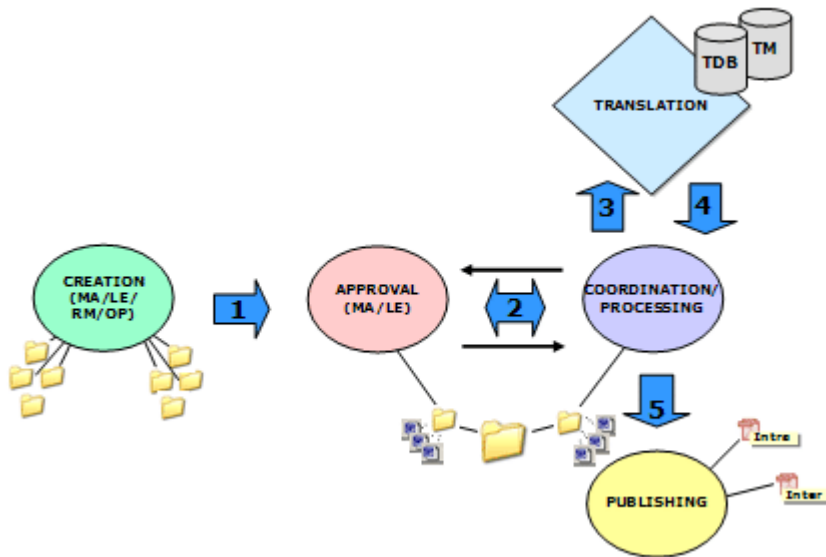 TDB
TM
TRANSLATION
3
4
CREATION
(MA/LE/
RM/OP)
1
APPROVAL
(MA/LE)
2
COORDINATION/
PROCESSING
5
Intra
PUBLISHING
Inter